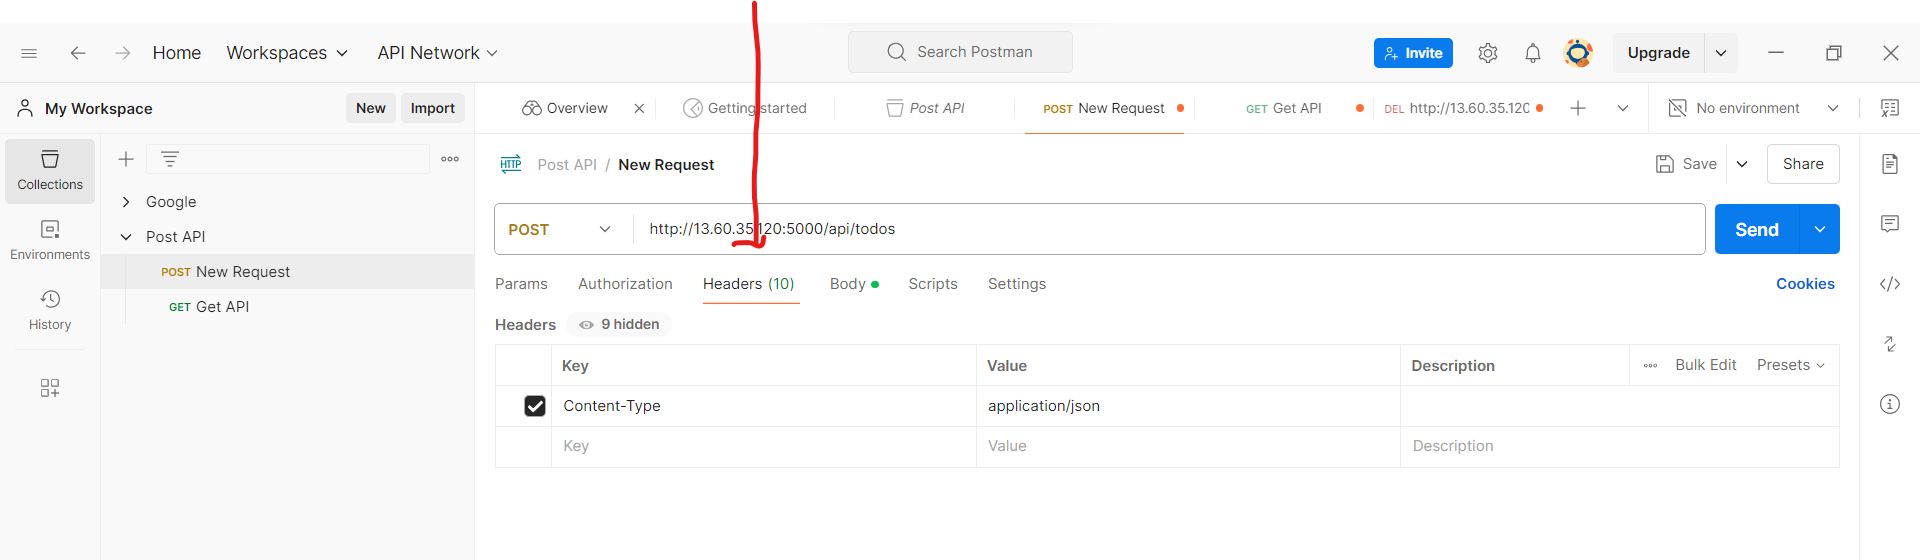 Home Workspaces API Network Search Postman Invite Upgrade
My Workspace New Import Overview Getting started Post API POST New Request GET Get API DEL http://13.60.35.120 No environment
Collections
Environments
History
Google
Post API
POST New Request
GET Get API
HTTP Post API / New Request Save Share
POST http://13.60.35.120:5000/api/todos Send
Params Authorization Headers (10) Body Scripts Settings Cookies
Headers 9 hidden
Key Value Description Bulk Edit Presets
Content-Type application/json
Key Value Description